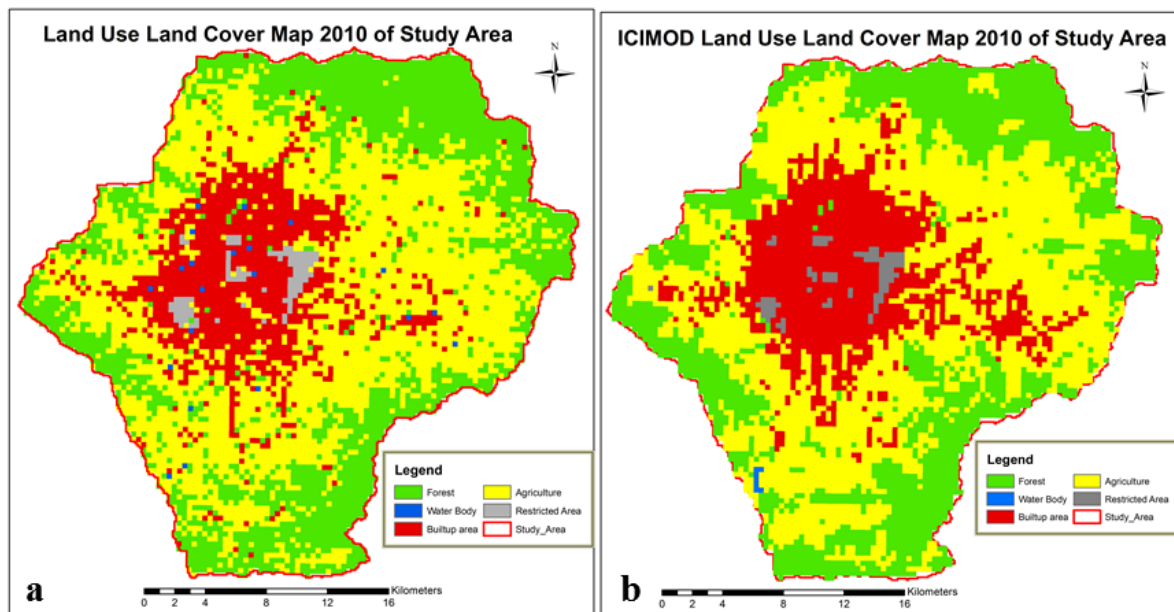 Land Use Land Cover Map 2010 of Study Area
N
Legend
Forest Agriculture
Water Body Restricted Area
Builtup area Study_Area
a
Kilometers
0 2 4 8 12 16
ICIMOD Land Use Land Cover Map 2010 of Study Area
N
Legend
Forest Agriculture
Water Body Restricted Area
Builtup area Study_Area
b
Kilometers
0 2 4 8 12 16